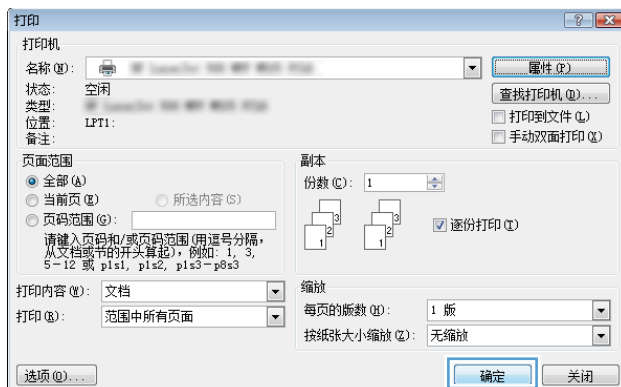 打印
打印机
名称(N):
属性(P)
状态: 空闲
查找打印机(D)...
类型:
位置: LPT1:
打印到文件(L)
备注:
手动双面打印(X)
页面范围
全部(A)
当前页(E) 所选内容(S)
页码范围(G):
请键入页码和/或页码范围(用逗号分隔,
从文档或节的开头算起), 例如: 1, 3,
5-12 或 p1s1, p1s2, p1s3-p8s3
副本
份数(C): 1
1 2 3 1 2 3
逐份打印(T)
打印内容(W): 文档
打印(R): 范围中所有页面
缩放
每页的版数(H): 1 版
按纸张大小缩放(Z): 无缩放
选项(O)...
确定 关闭